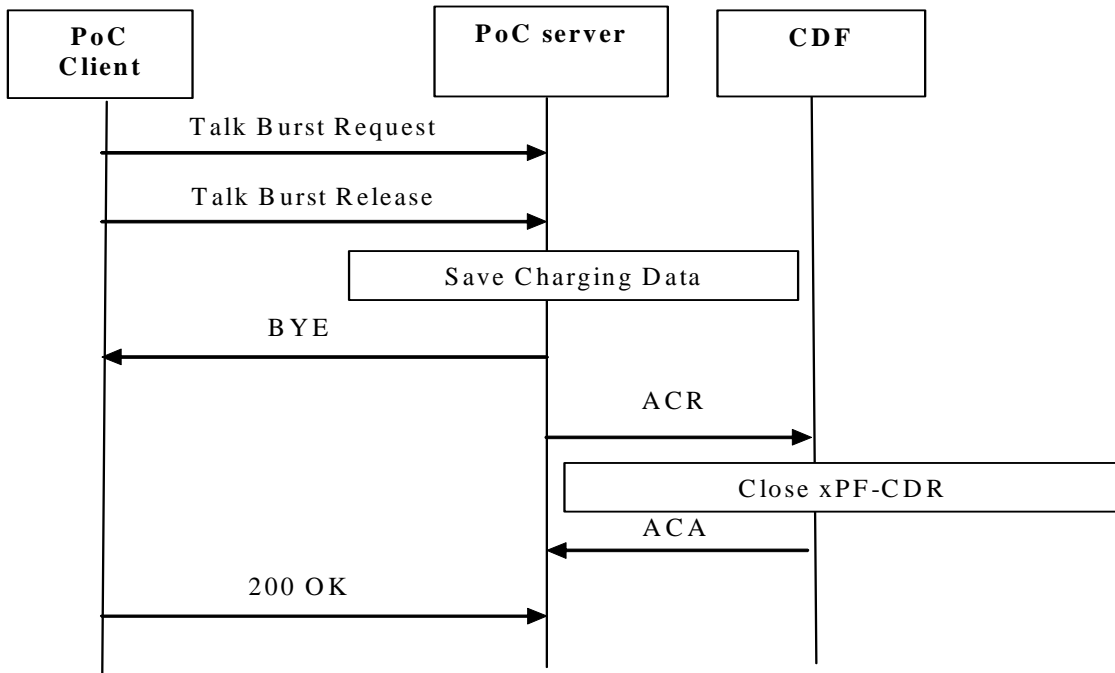 PoC
Client
PoC server
CDF
Talk Burst Request
Talk Burst Release
Save Charging Data
BYE
ACR
Close xPF-CDR
ACA
200 OK